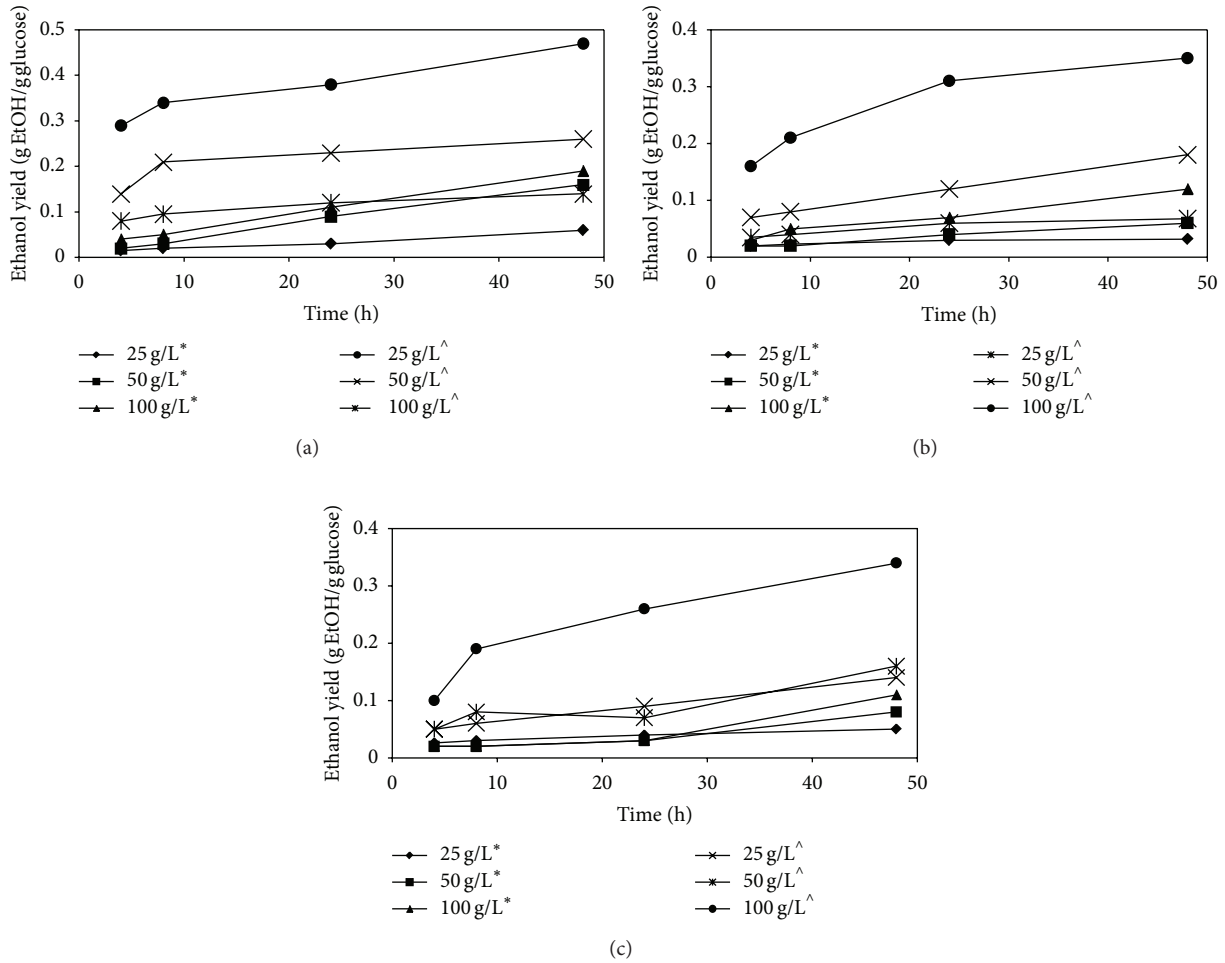 Ethanol yield (g EtOH/gglucose)
0.5
0.4
0.3
0.2
0.1
0
0 10 20 30 40 50
Time (h)
25 g/L*
50 g/L*
100 g/L*
25 g/L^
50 g/L^
100 g/L^
(a)
Ethanol yield (g EtOH/gglucose)
0.4
0.3
0.2
0.1
0
0 10 20 30 40 50
Time (h)
25 g/L*
50 g/L*
100 g/L*
25 g/L^
50 g/L^
100 g/L^
(b)
Ethanol yield (g EtOH/gglucose)
0.4
0.3
0.2
0.1
0
0 10 20 30 40 50
Time (h)
25 g/L*
50 g/L*
100 g/L*
25 g/L^
50 g/L^
100 g/L^
(c)